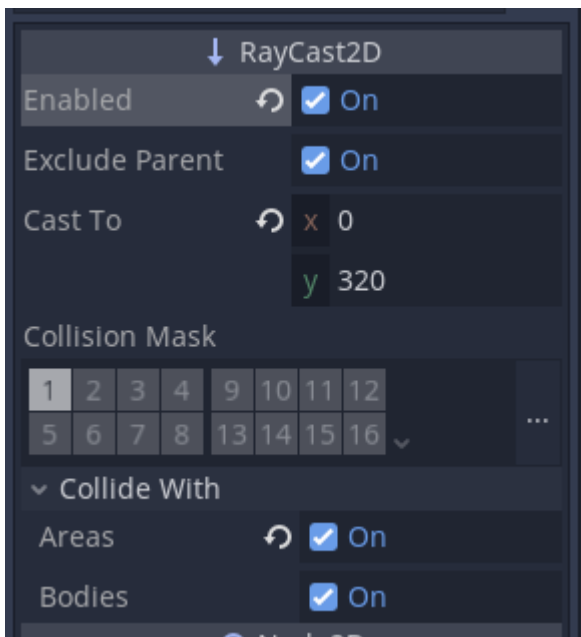 RayCast2D
Enabled On
Exclude Parent On
Cast To x 0
y 320
Collision Mask
1 2 3 4 9 10 11 12
5 6 7 8 13 14 15 16
...
Collide With
Areas On
Bodies On